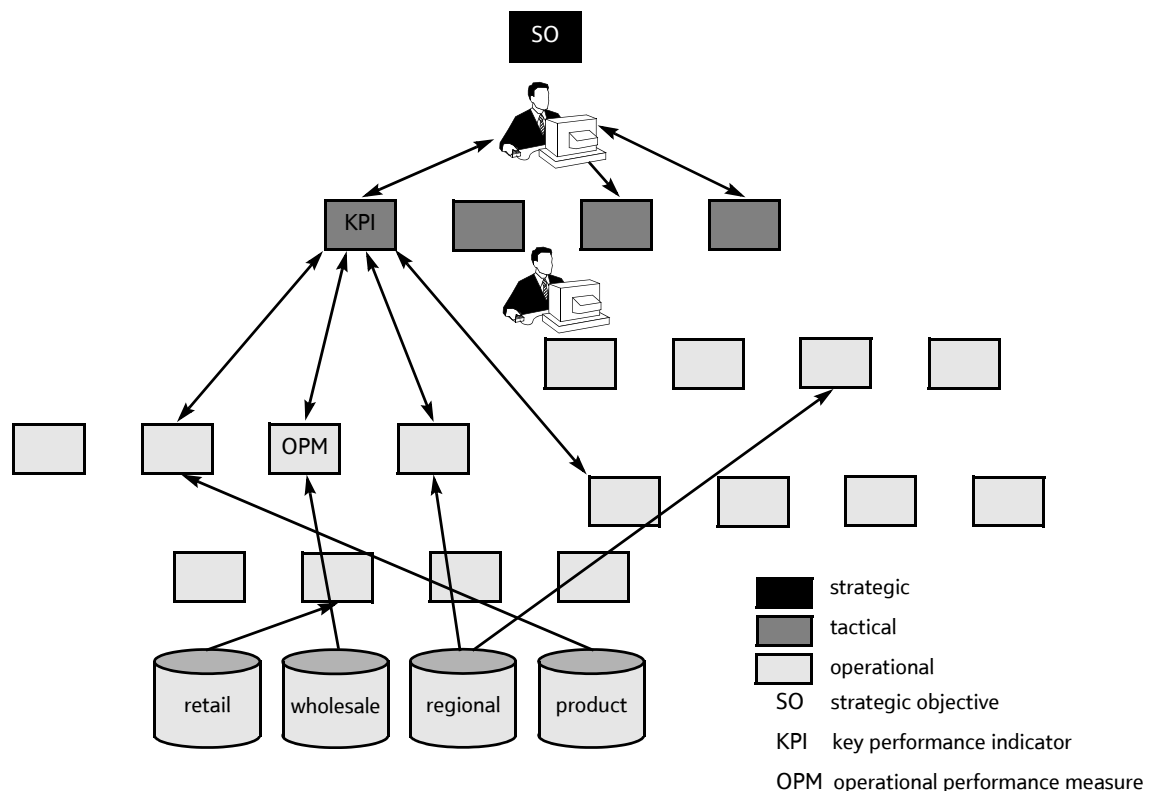 SO
KPI
OPM
retail
wholesale
regional
product
strategic
tactical
operational
SO strategic objective
KPI key performance indicator
OPM operational performance measure